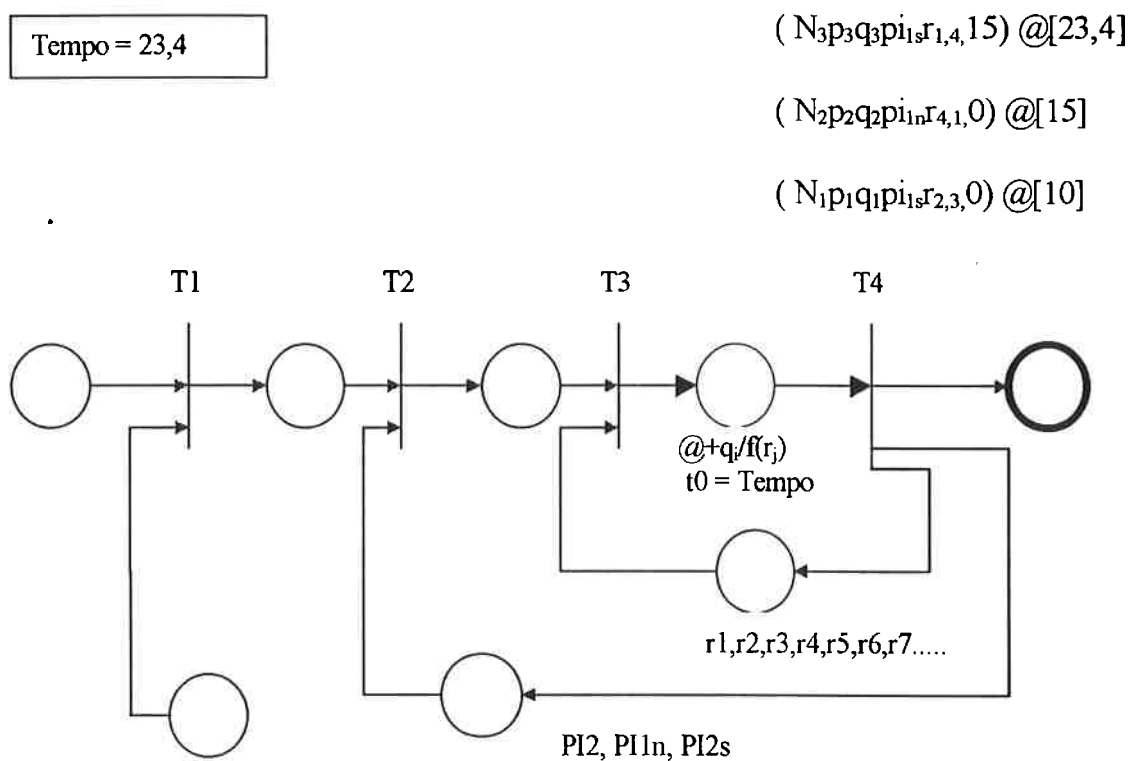 Tempo = 23,4
( N₃p₃q₃pi₁ₛr₁,₄,15) @[23,4]
( N₂p₂q₂pi₁ₙr₄,₁,0) @[15]
( N₁p₁q₁pi₁ₛr₂,₃,0) @[10]
T1 T2 T3 T4
@+qᵢ/f(rⱼ)
t0 = Tempo
r1,r2,r3,r4,r5,r6,r7.....
PI2, PI1n, PI2s